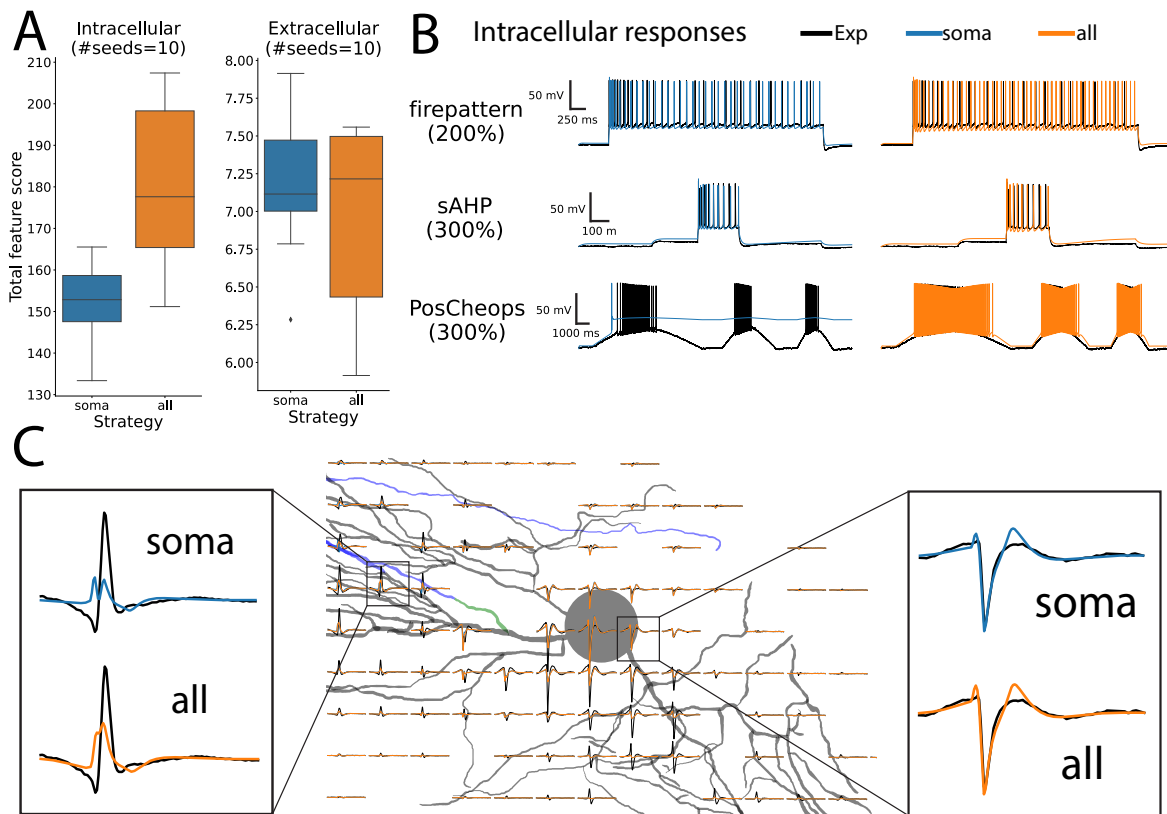 A
Intracellular
(#seeds=10)
Extracellular
(#seeds=10)
Total feature score
210
200
190
180
170
160
150
140
130
soma
all
Strategy
8.00
7.75
7.50
7.25
7.00
6.75
6.50
6.25
6.00
soma
all
Strategy
B
Intracellular responses
Exp
soma
all
firepattern
(200%)
50 mV
250 ms
sAHP
(300%)
50 mV
100 m
PosCheops
(300%)
50 mV
1000 ms
C
soma
all
soma
all